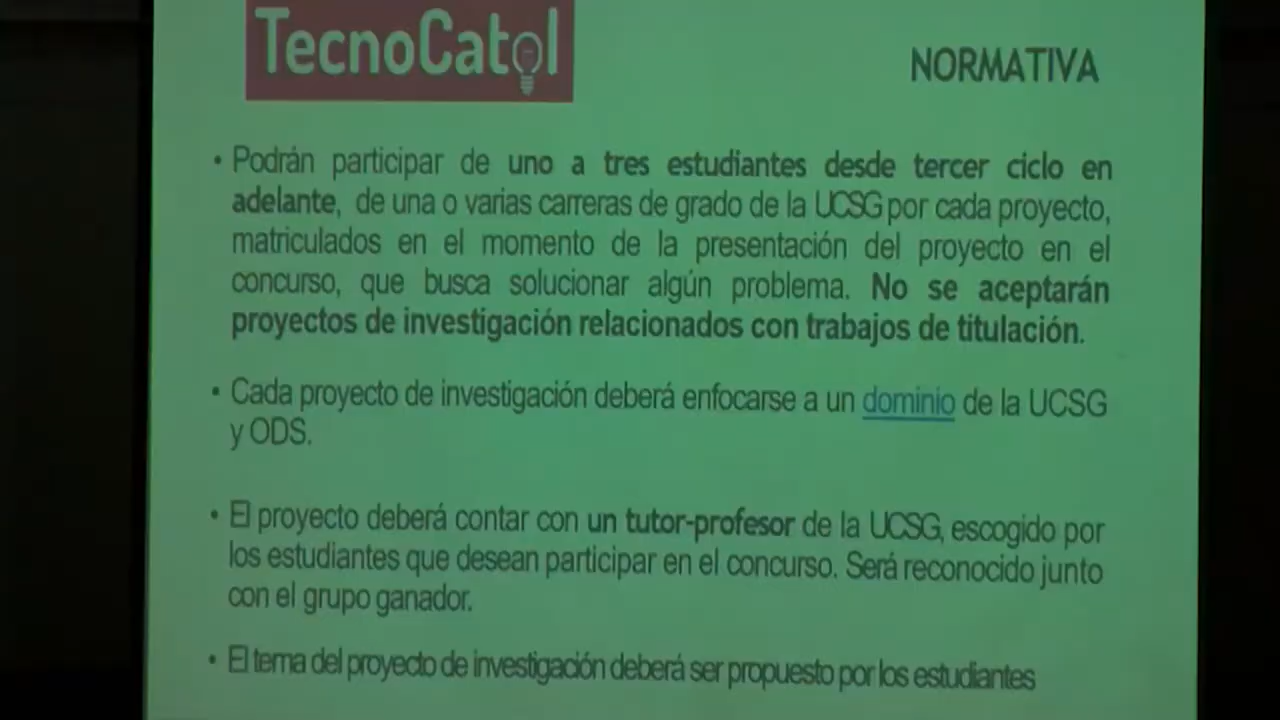 TecnoCatol
NORMATIVA
• Podrán participar de uno a tres estudiantes desde tercer ciclo en
adelante, de una o varias carreras de grado de la UCSG por cada proyecto,
matriculados en el momento de la presentación del proyecto en el
concurso, que busca solucionar algún problema. No se aceptarán
proyectos de investigación relacionados con trabajos de titulación.
• Cada proyecto de investigación deberá enfocarse a un dominio de la UCSG
y ODS.
• El proyecto deberá contar con un tutor-profesor de la UCSG, escogido por
los estudiantes que desean participar en el concurso. Será reconocido junto
con el grupo ganador.
• El tema del proyecto de investigación deberá ser propuesto por los estudiantes